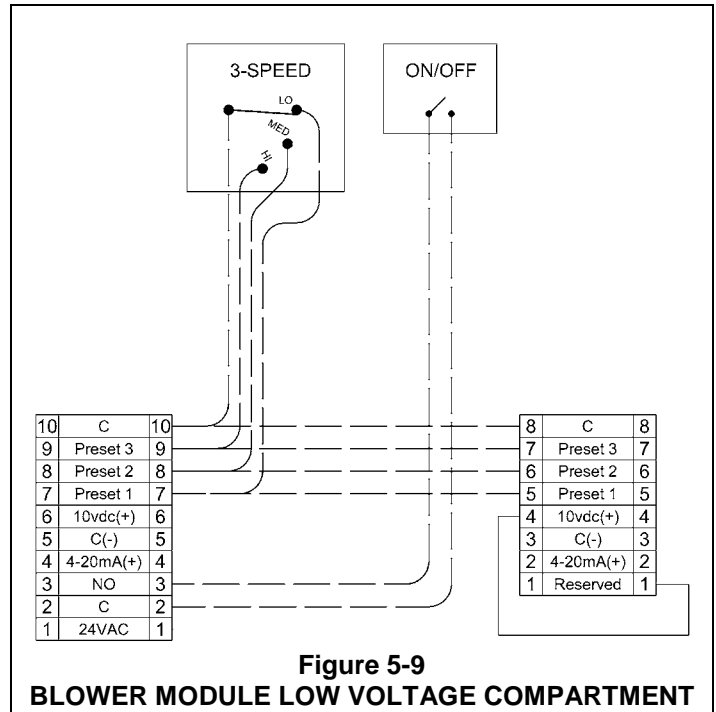 3-SPEED
LO
MED
HI
ON/OFF
10 C 10
9 Preset 3 9
8 Preset 2 8
7 Preset 1 7
6 10vdc(+) 6
5 C(-) 5
4 4-20mA(+) 4
3 NO 3
2 C 2
1 24VAC 1
8 C 8
7 Preset 3 7
6 Preset 2 6
5 Preset 1 5
4 10vdc(+) 4
3 C(-) 3
2 4-20mA(+) 2
1 Reserved 1
Figure 5-9
BLOWER MODULE LOW VOLTAGE COMPARTMENT